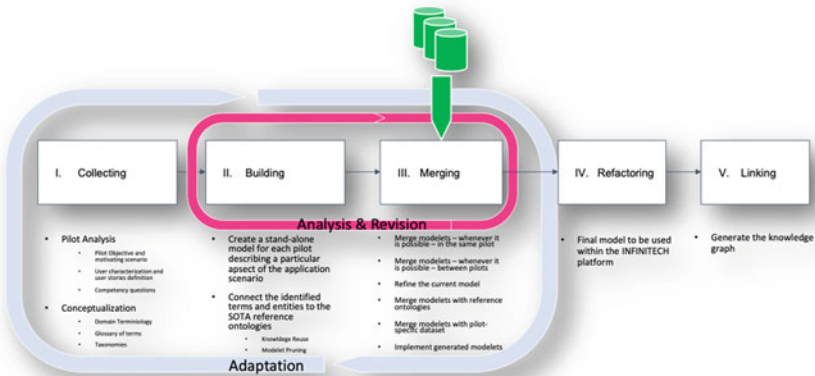 I. Collecting
II. Building
III. Merging
IV. Refactoring
V. Linking
Analysis & Revision
• Pilot Analysis
• Pilot Objective and
motivating scenario
• User characterization and
user stories definition
• Competency questions
• Conceptualization
• Domain Terminiology
• Glossary of terms
• Taxonomies
• Create a stand-alone
model for each pilot
describing a particular
apsect of the application
scenario
• Connect the identified
terms and entities to the
SOTA reference
ontologies
• Knowldege Reuse
• Modelet Pruning
• Merge modelets – whenever it
is possible – in the same pilot
• Merge modelets – whenever it
is possible – between pilots
• Refine the current model
• Merge modelets with reference
ontologies
• Merge modelets with pilot-
specifc dataset
• Implement generated modelets
• Final model to be used
within the INFINITECH
platform
• Generate the knowledge
graph
Adaptation